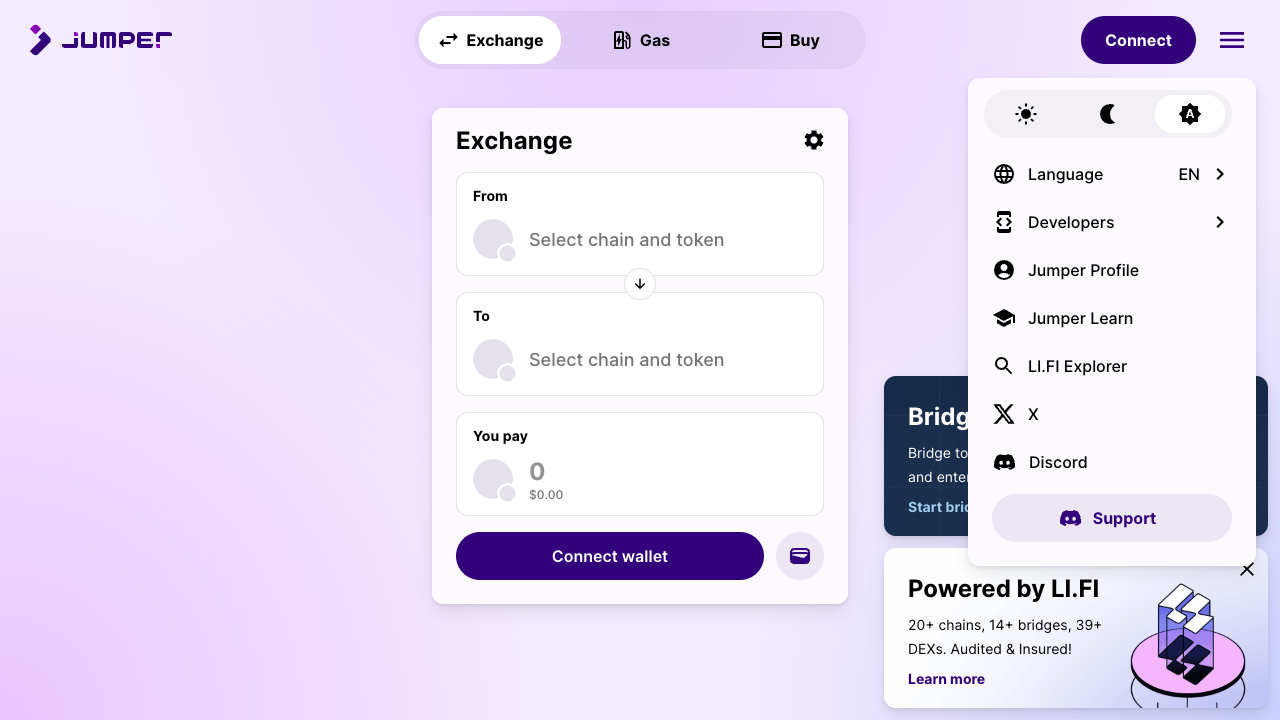 JUMPER
Exchange
Gas
Buy
Connect
Exchange
From
Select chain and token
To
Select chain and token
You pay
0
$0.00
Connect wallet
A
Language EN
Developers
Jumper Profile
Jumper Learn
LI.FI Explorer
X
Discord
Support
Bridge
Bridge to
and enter
Start
Powered by LI.FI
20+ chains, 14+ bridges, 39+
DEXs. Audited & Insured!
Learn more